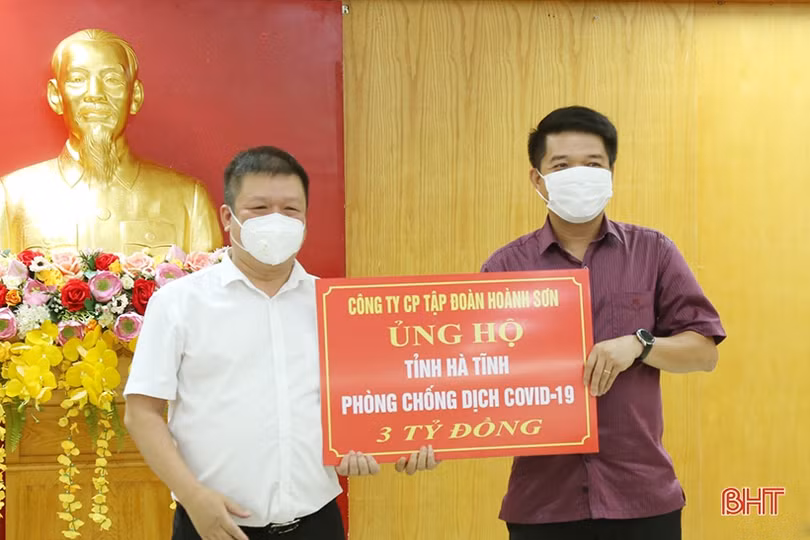 CÔNG TY CP TẬP ĐOÀN HOÀNH SƠN
ỦNG HỘ
TỈNH HÀ TĨNH
PHÒNG CHỐNG DỊCH COVID-19
3 TỶ ĐỒNG
BHT